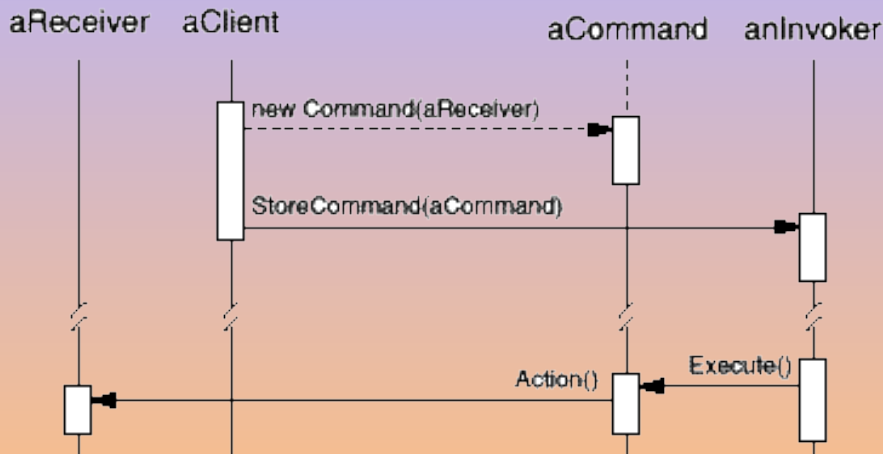 aReceiver aClient aCommand anInvoker
new Command(aReceiver)
StoreCommand(aCommand)
Execute()
Action()